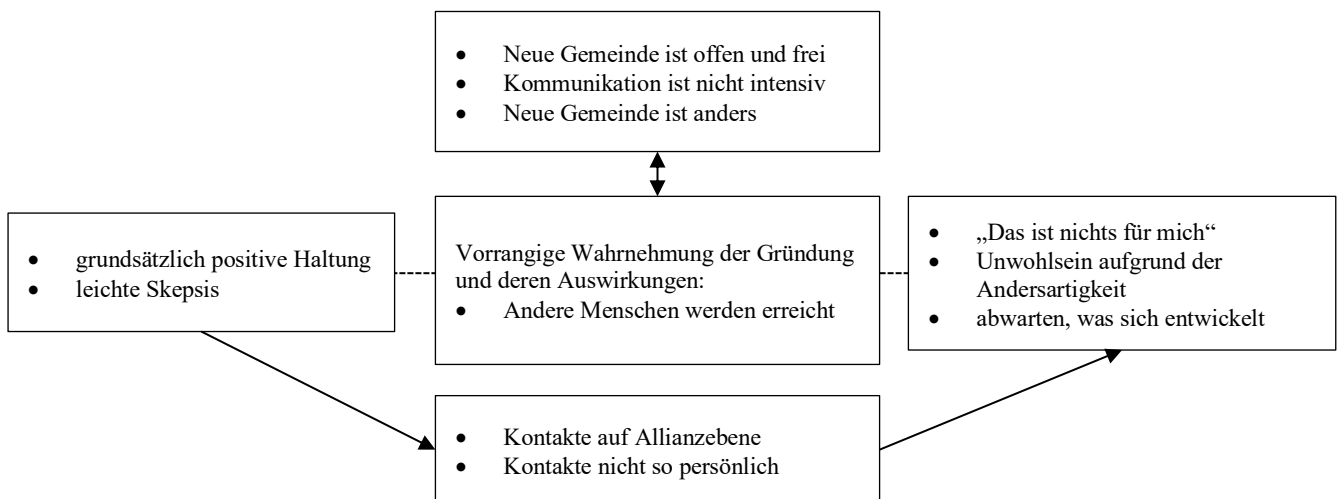 • Neue Gemeinde ist offen und frei
• Kommunikation ist nicht intensiv
• Neue Gemeinde ist anders
• grundsätzlich positive Haltung
• leichte Skepsis
Vorrangige Wahrnehmung der Gründung
und deren Auswirkungen:
• Andere Menschen werden erreicht
• „Das ist nichts für mich“
• Unwohlsein aufgrund der
Andersartigkeit
• abwarten, was sich entwickelt
• Kontakte auf Allianzebene
• Kontakte nicht so persönlich